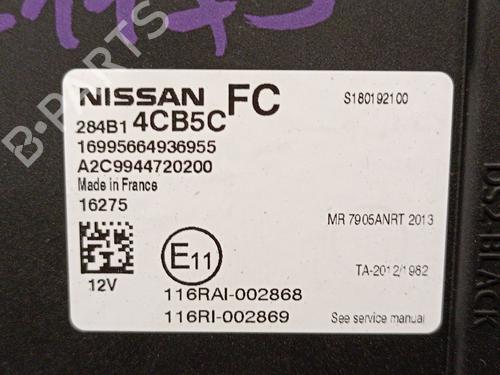 NISSAN FC
S180192100
284B1 4CB5C
16995664936955
A2C9944720200
Made in France
16275
MR 7905ANRT 2013
E11
TA-2012/1982
12V
116RAI-002868
116RI-002869
See service manual
DS24BLACK
B-PARTS